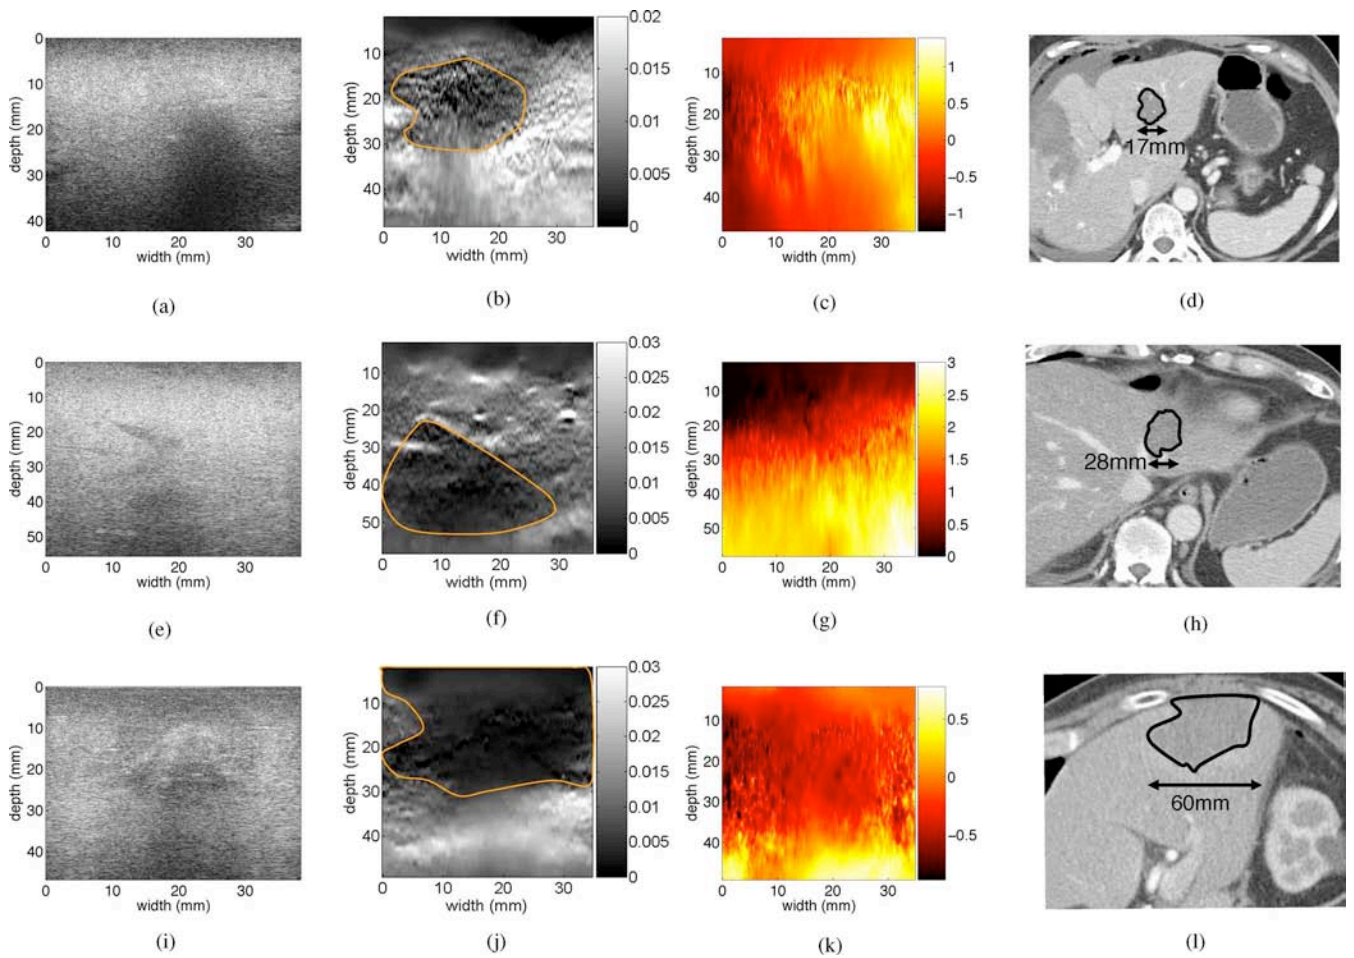 0
10
20
30
40
depth (mm)
0 10 20 30
width (mm)
(a)
10
20
30
40
depth (mm)
0 10 20 30
width (mm)
0.02
0.015
0.01
0.005
0
(b)
10
20
30
40
depth (mm)
0 10 20 30
width (mm)
1
0.5
0
−0.5
−1
(c)
17mm
(d)
0
10
20
30
40
50
depth (mm)
0 10 20 30
width (mm)
(e)
10
20
30
40
50
depth (mm)
0 10 20 30
width (mm)
0.03
0.025
0.02
0.015
0.01
0.005
0
(f)
10
20
30
40
50
depth (mm)
0 10 20 30
width (mm)
3
2.5
2
1.5
1
0.5
0
(g)
28mm
(h)
0
10
20
30
40
depth (mm)
0 10 20 30
width (mm)
(i)
10
20
30
40
depth (mm)
0 10 20 30
width (mm)
0.03
0.025
0.02
0.015
0.01
0.005
0
(j)
10
20
30
40
depth (mm)
0 10 20 30
width (mm)
0.5
0
−0.5
(k)
60mm
(l)